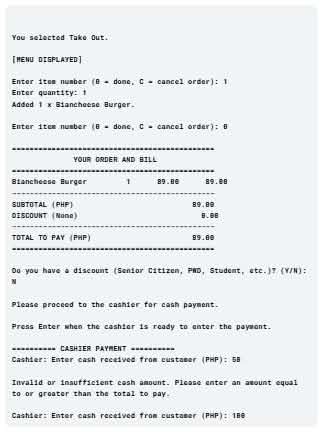 You selected Take Out.
[MENU DISPLAYED]
Enter item number (0 = done, C = cancel order): 1
Enter quantity: 1
Added 1 x Biancheese Burger.
Enter item number (0 = done, C = cancel order): 0
==============================================
YOUR ORDER AND BILL
==============================================
Biancheese Burger 1 89.00 89.00
----------------------------------------------
SUBTOTAL (PHP) 89.00
DISCOUNT (None) 0.00
----------------------------------------------
TOTAL TO PAY (PHP) 89.00
==============================================
Do you have a discount (Senior Citizen, PWD, Student, etc.)? (Y/N):
N
Please proceed to the cashier for cash payment.
Press Enter when the cashier is ready to enter the payment.
========== CASHIER PAYMENT ==========
Cashier: Enter cash received from customer (PHP): 50
Invalid or insufficient cash amount. Please enter an amount equal
to or greater than the total to pay.
Cashier: Enter cash received from customer (PHP): 100